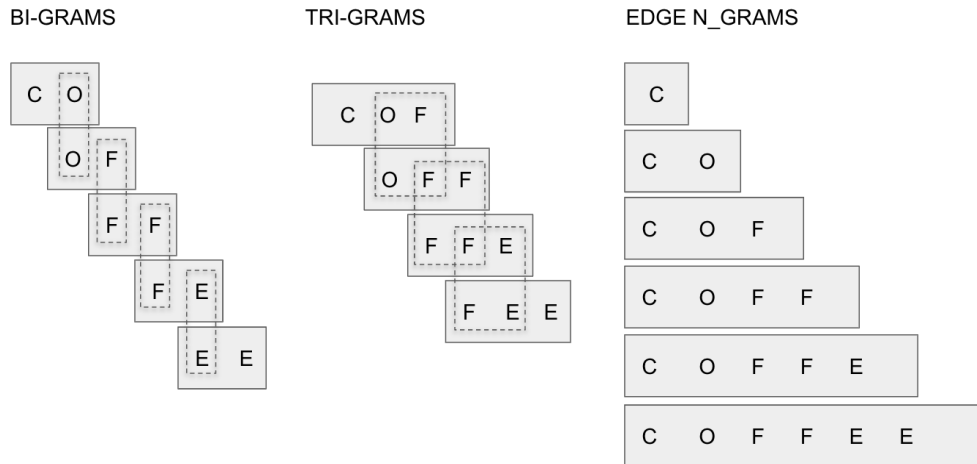 BI-GRAMS
C O
O F
F F
F E
E E
TRI-GRAMS
C O F
O F F
F F E
F E E
EDGE N_GRAMS
C
C O
C O F
C O F F
C O F F E
C O F F E E